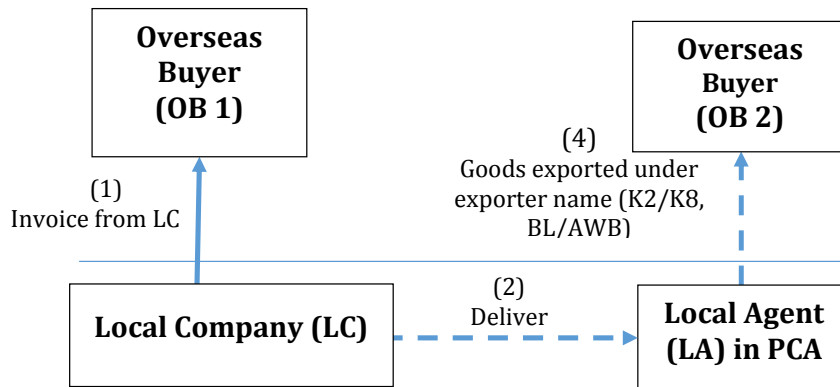 Overseas
Buyer
(OB 1)
Overseas
Buyer
(OB 2)
(1)
Invoice from LC
(4)
Goods exported under
exporter name (K2/K8,
BL/AWB)
Local Company (LC)
(2)
Deliver
Local Agent
(LA) in PCA